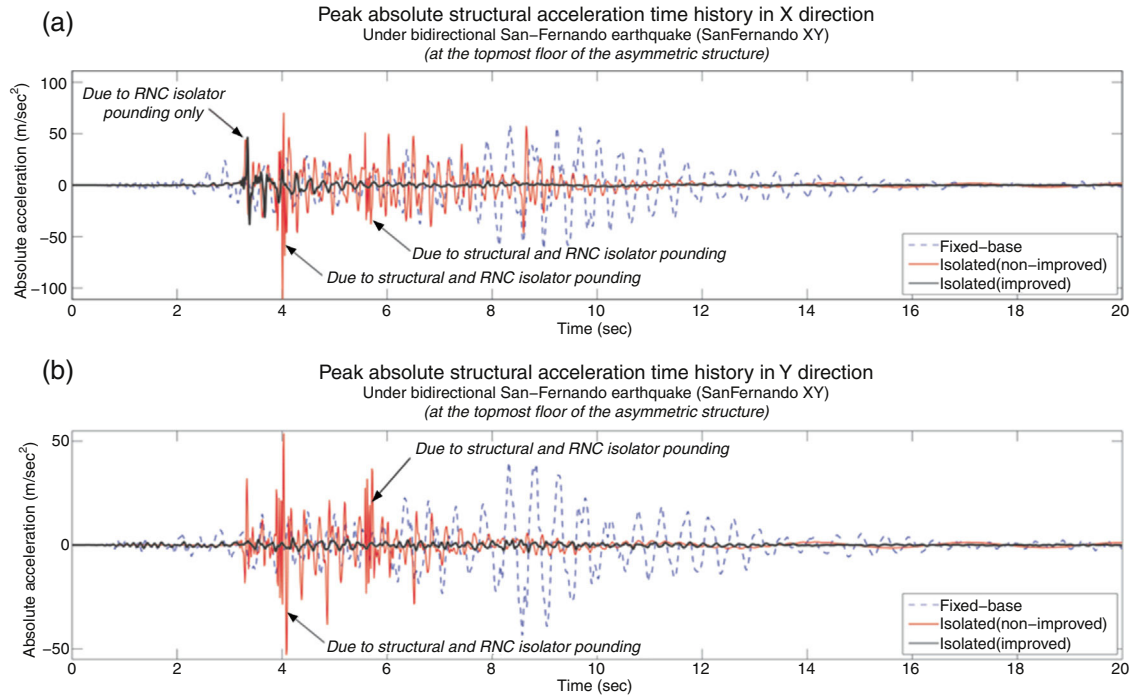 (a)
Peak absolute structural acceleration time history in X direction
Under bidirectional San−Fernando earthquake (SanFernando XY)
(at the topmost floor of the asymmetric structure)
Absolute acceleration (m/sec²)
100
50
0
−50
−100
Due to RNC isolator
pounding only
Due to structural and RNC isolator pounding
Due to structural and RNC isolator pounding
Fixed−base
Isolated(non−improved)
Isolated(improved)
0 2 4 6 8 10 12 14 16 18 20
Time (sec)
(b)
Peak absolute structural acceleration time history in Y direction
Under bidirectional San−Fernando earthquake (SanFernando XY)
(at the topmost floor of the asymmetric structure)
Absolute acceleration (m/sec²)
50
0
−50
Due to structural and RNC isolator pounding
Due to structural and RNC isolator pounding
Fixed−base
Isolated(non−improved)
Isolated(improved)
0 2 4 6 8 10 12 14 16 18 20
Time (sec)